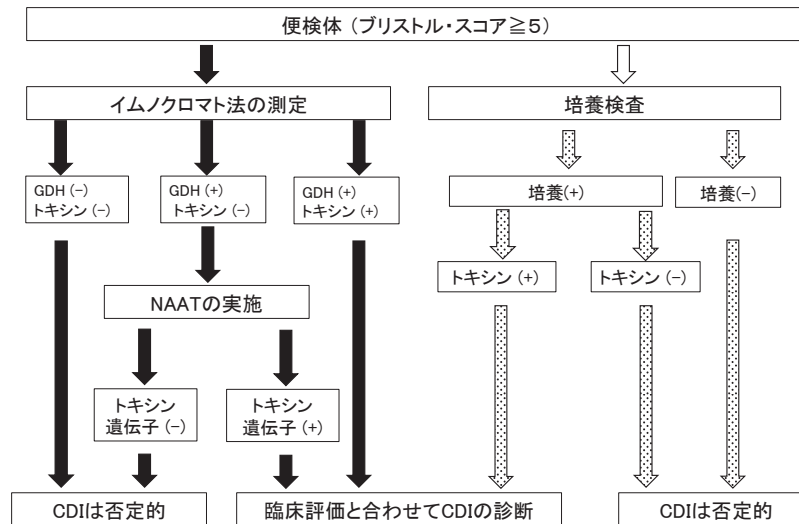 便検体 (ブリストル・スコア≧5)
イムノクロマト法の測定
培養検査
GDH (−)
トキシン (−)
GDH (+)
トキシン (−)
GDH (+)
トキシン (+)
培養(+)
培養(−)
トキシン (+)
トキシン (−)
NAATの実施
トキシン
遺伝子 (−)
トキシン
遺伝子 (+)
CDIは否定的
臨床評価と合わせてCDIの診断
CDIは否定的